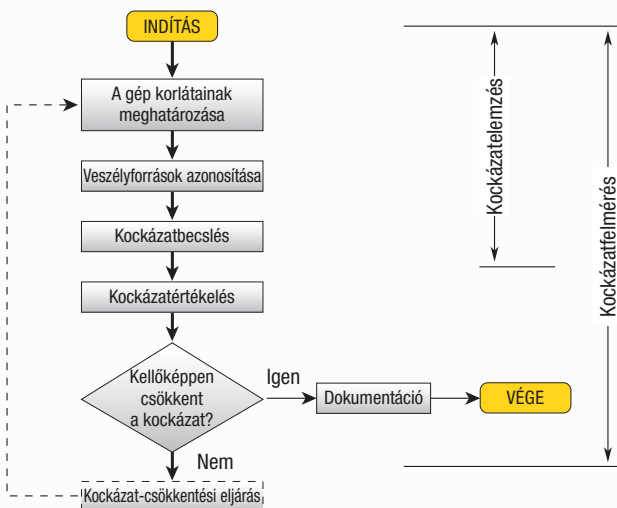 INDÍTÁS
A gép korlátainak
meghatározása
Veszélyforrások azonosítása
Kockázatbecslés
Kockázatértékelés
Kellőképpen
csökkent
a kockázat?
Igen
Dokumentáció
VÉGE
Nem
Kockázat-csökkentési eljárás
Kockázatelemzés
Kockázatfelmérés